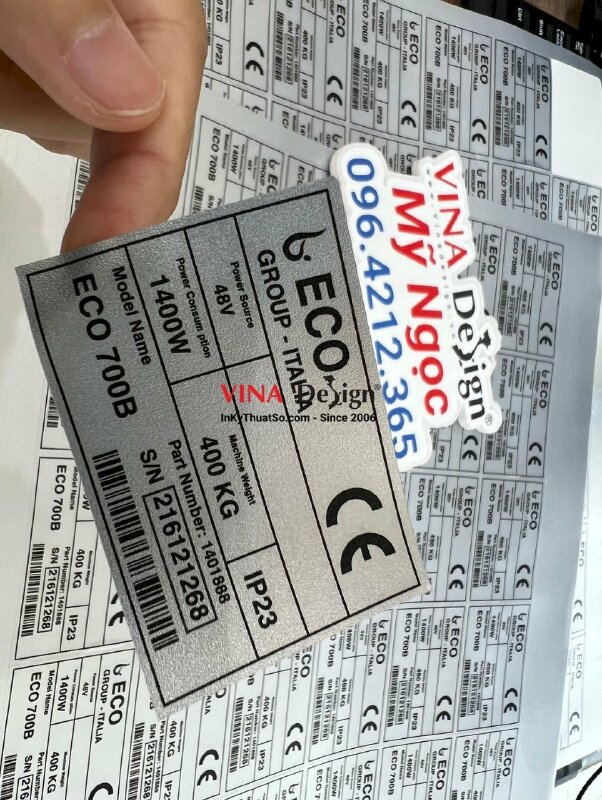 ECO
GROUP - ITALIA
Power Source
48V
Power Consum ption
1400W
Machine Weight
400 KG
IP23
Model Name
ECO 700B
Part Number: 1401888
S/N 216121268
CE
VINA Design®
Mỹ Ngọc
096.4212.365
VINA Design®
InKyThuatSo.com - Since 2006